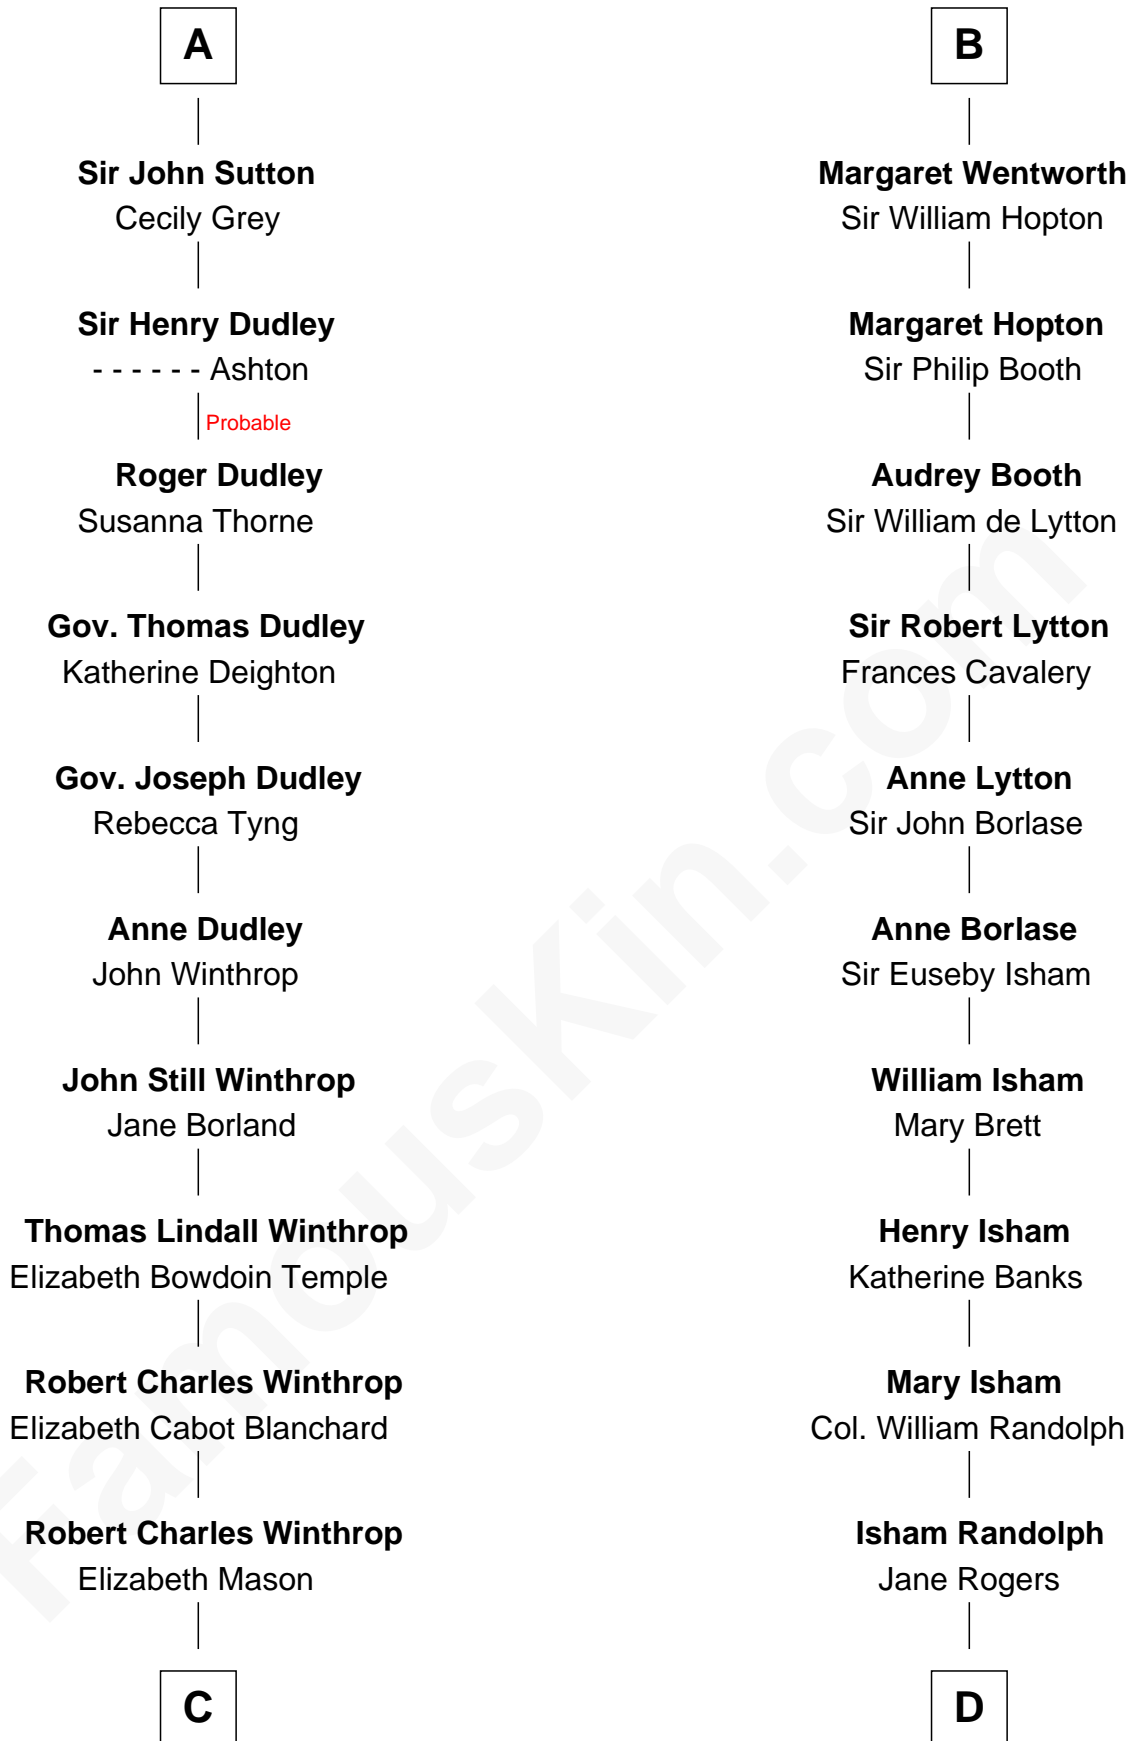 A
Sir John Sutton
Cecily Grey
Sir Henry Dudley
- - - - - - Ashton
Probable
Roger Dudley
Susanna Thorne
Gov. Thomas Dudley
Katherine Deighton
Gov. Joseph Dudley
Rebecca Tyng
Anne Dudley
John Winthrop
John Still Winthrop
Jane Borland
Thomas Lindall Winthrop
Elizabeth Bowdoin Temple
Robert Charles Winthrop
Elizabeth Cabot Blanchard
Robert Charles Winthrop
Elizabeth Mason
C
B
Margaret Wentworth
Sir William Hopton
Margaret Hopton
Sir Philip Booth
Audrey Booth
Sir William de Lytton
Sir Robert Lytton
Frances Cavalery
Anne Lytton
Sir John Borlase
Anne Borlase
Sir Euseby Isham
William Isham
Mary Brett
Henry Isham
Katherine Banks
Mary Isham
Col. William Randolph
Isham Randolph
Jane Rogers
D
FamousKin.com